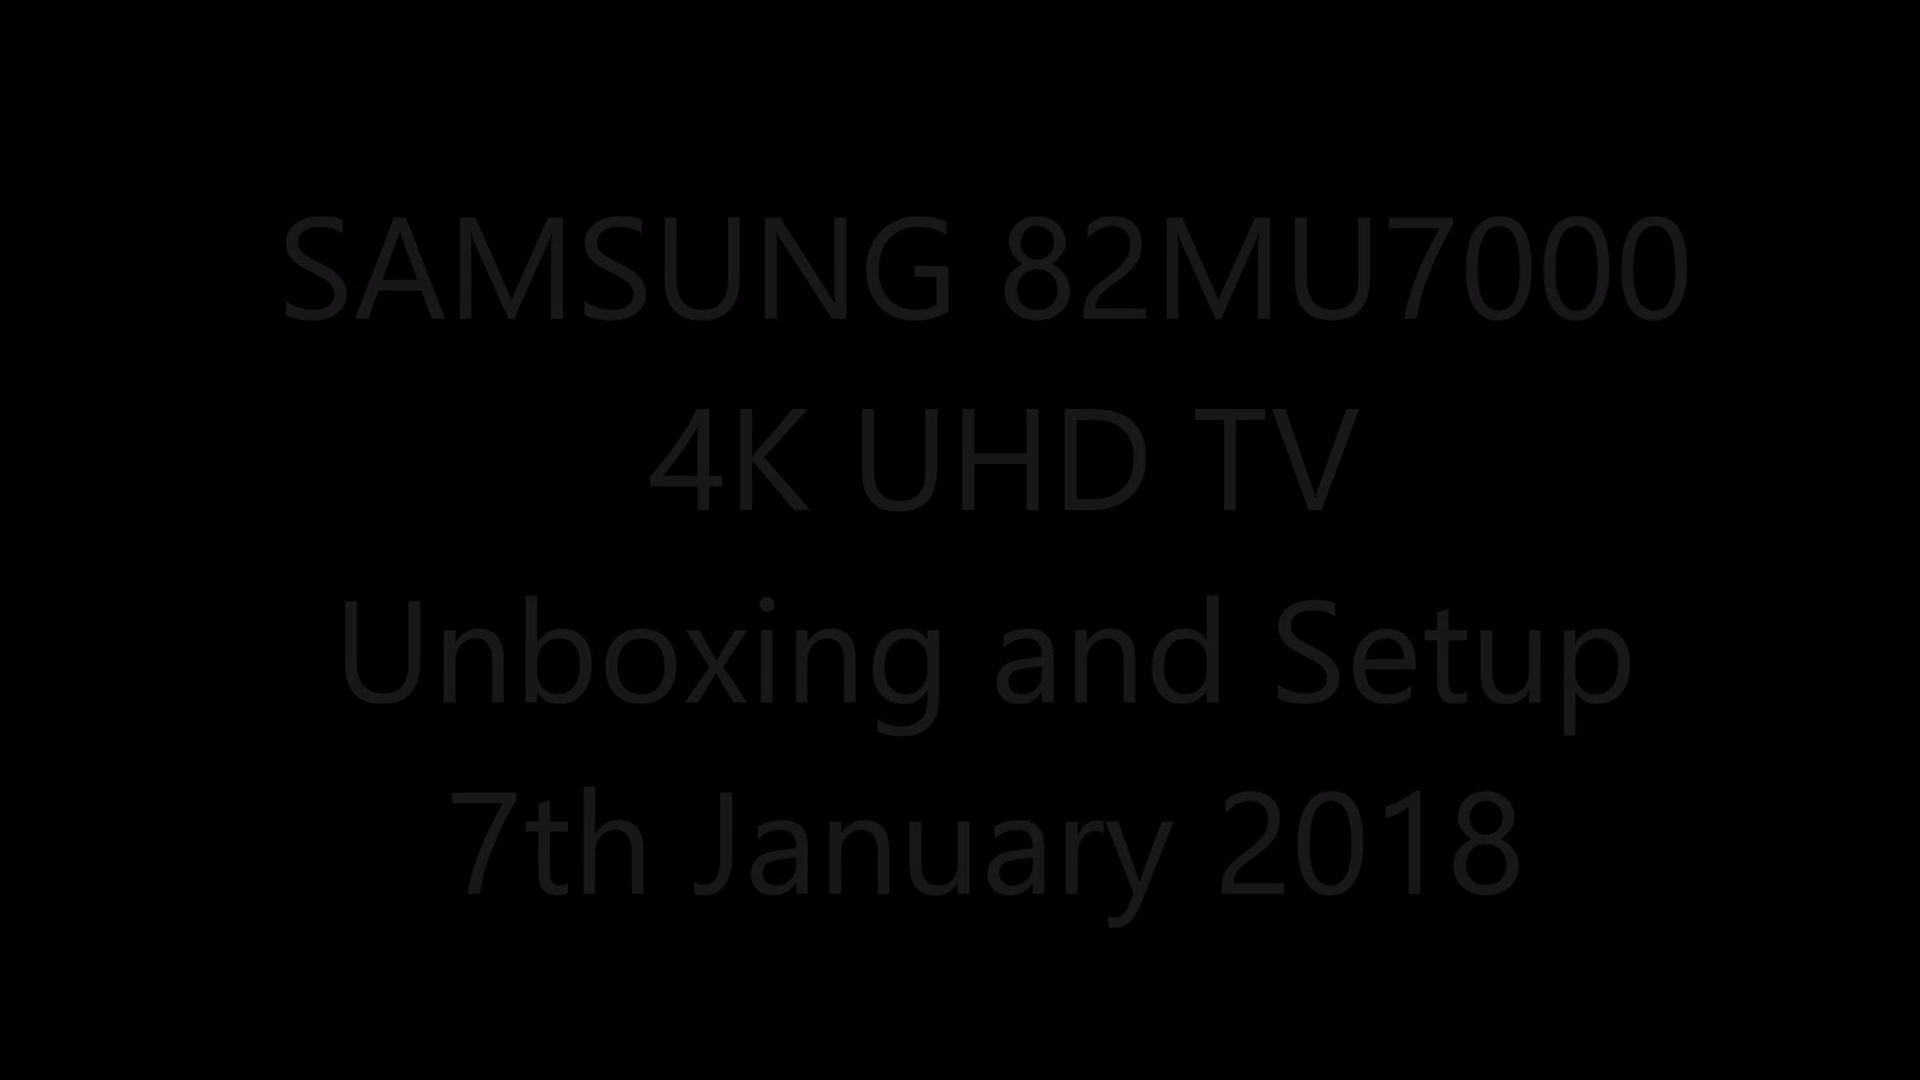 SAMSUNG 82MU7000
4K UHD TV
Unboxing and Setup
7th January 2018